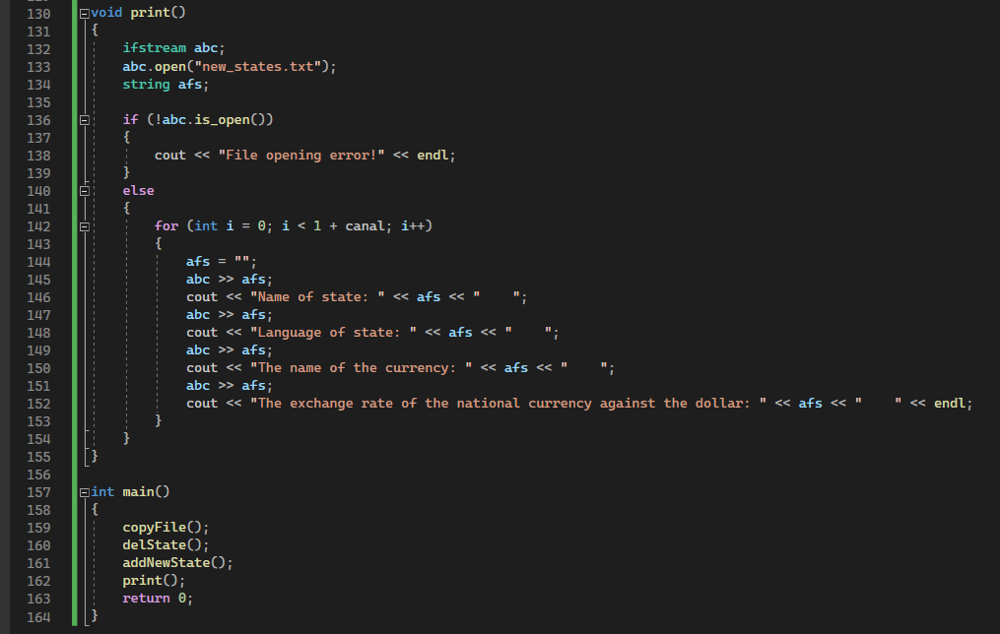 130 void print()
131 {
132     ifstream abc;
133     abc.open("new_states.txt");
134     string afs;
135
136     if (!abc.is_open())
137     {
138         cout << "File opening error!" << endl;
139     }
140     else
141     {
142         for (int i = 0; i < 1 + canal; i++)
143         {
144             afs = "";
145             abc >> afs;
146             cout << "Name of state: " << afs << "    ";
147             abc >> afs;
148             cout << "Language of state: " << afs << "    ";
149             abc >> afs;
150             cout << "The name of the currency: " << afs << "    ";
151             abc >> afs;
152             cout << "The exchange rate of the national currency against the dollar: " << afs << "    " << endl;
153         }
154     }
155 }
156
157 int main()
158 {
159     copyFile();
160     delState();
161     addNewState();
162     print();
163     return 0;
164 }